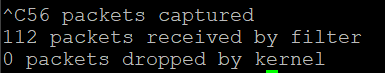 ^C56 packets captured
112 packets received by filter
0 packets dropped by kernel